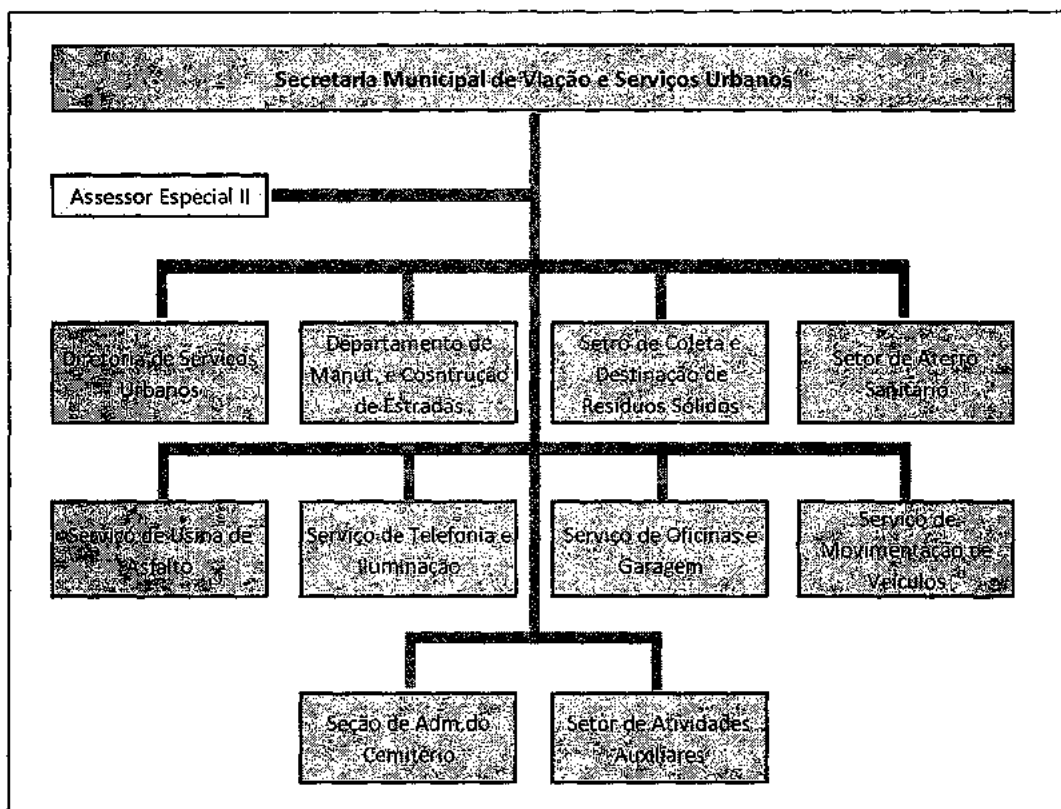 Secretaria Municipal de Viação e Serviços Urbanos
Assessor Especial II
Diretoria de Serviços
Urbanos
Departamento de
Manut. e Cosntrução
de Estradas
Setro de Coleta e
Destinação de
Resíduos Sólidos
Setor de Aterro
Sanitário
Serviço de Usina de
Asfalto
Serviço de Telefonia e
Iluminação
Serviço de Oficinas e
Garagem
Serviço de
Movimentação de
Veículos
Seção de Adm.do
Cemitério
Setor de Atividades
Auxiliares